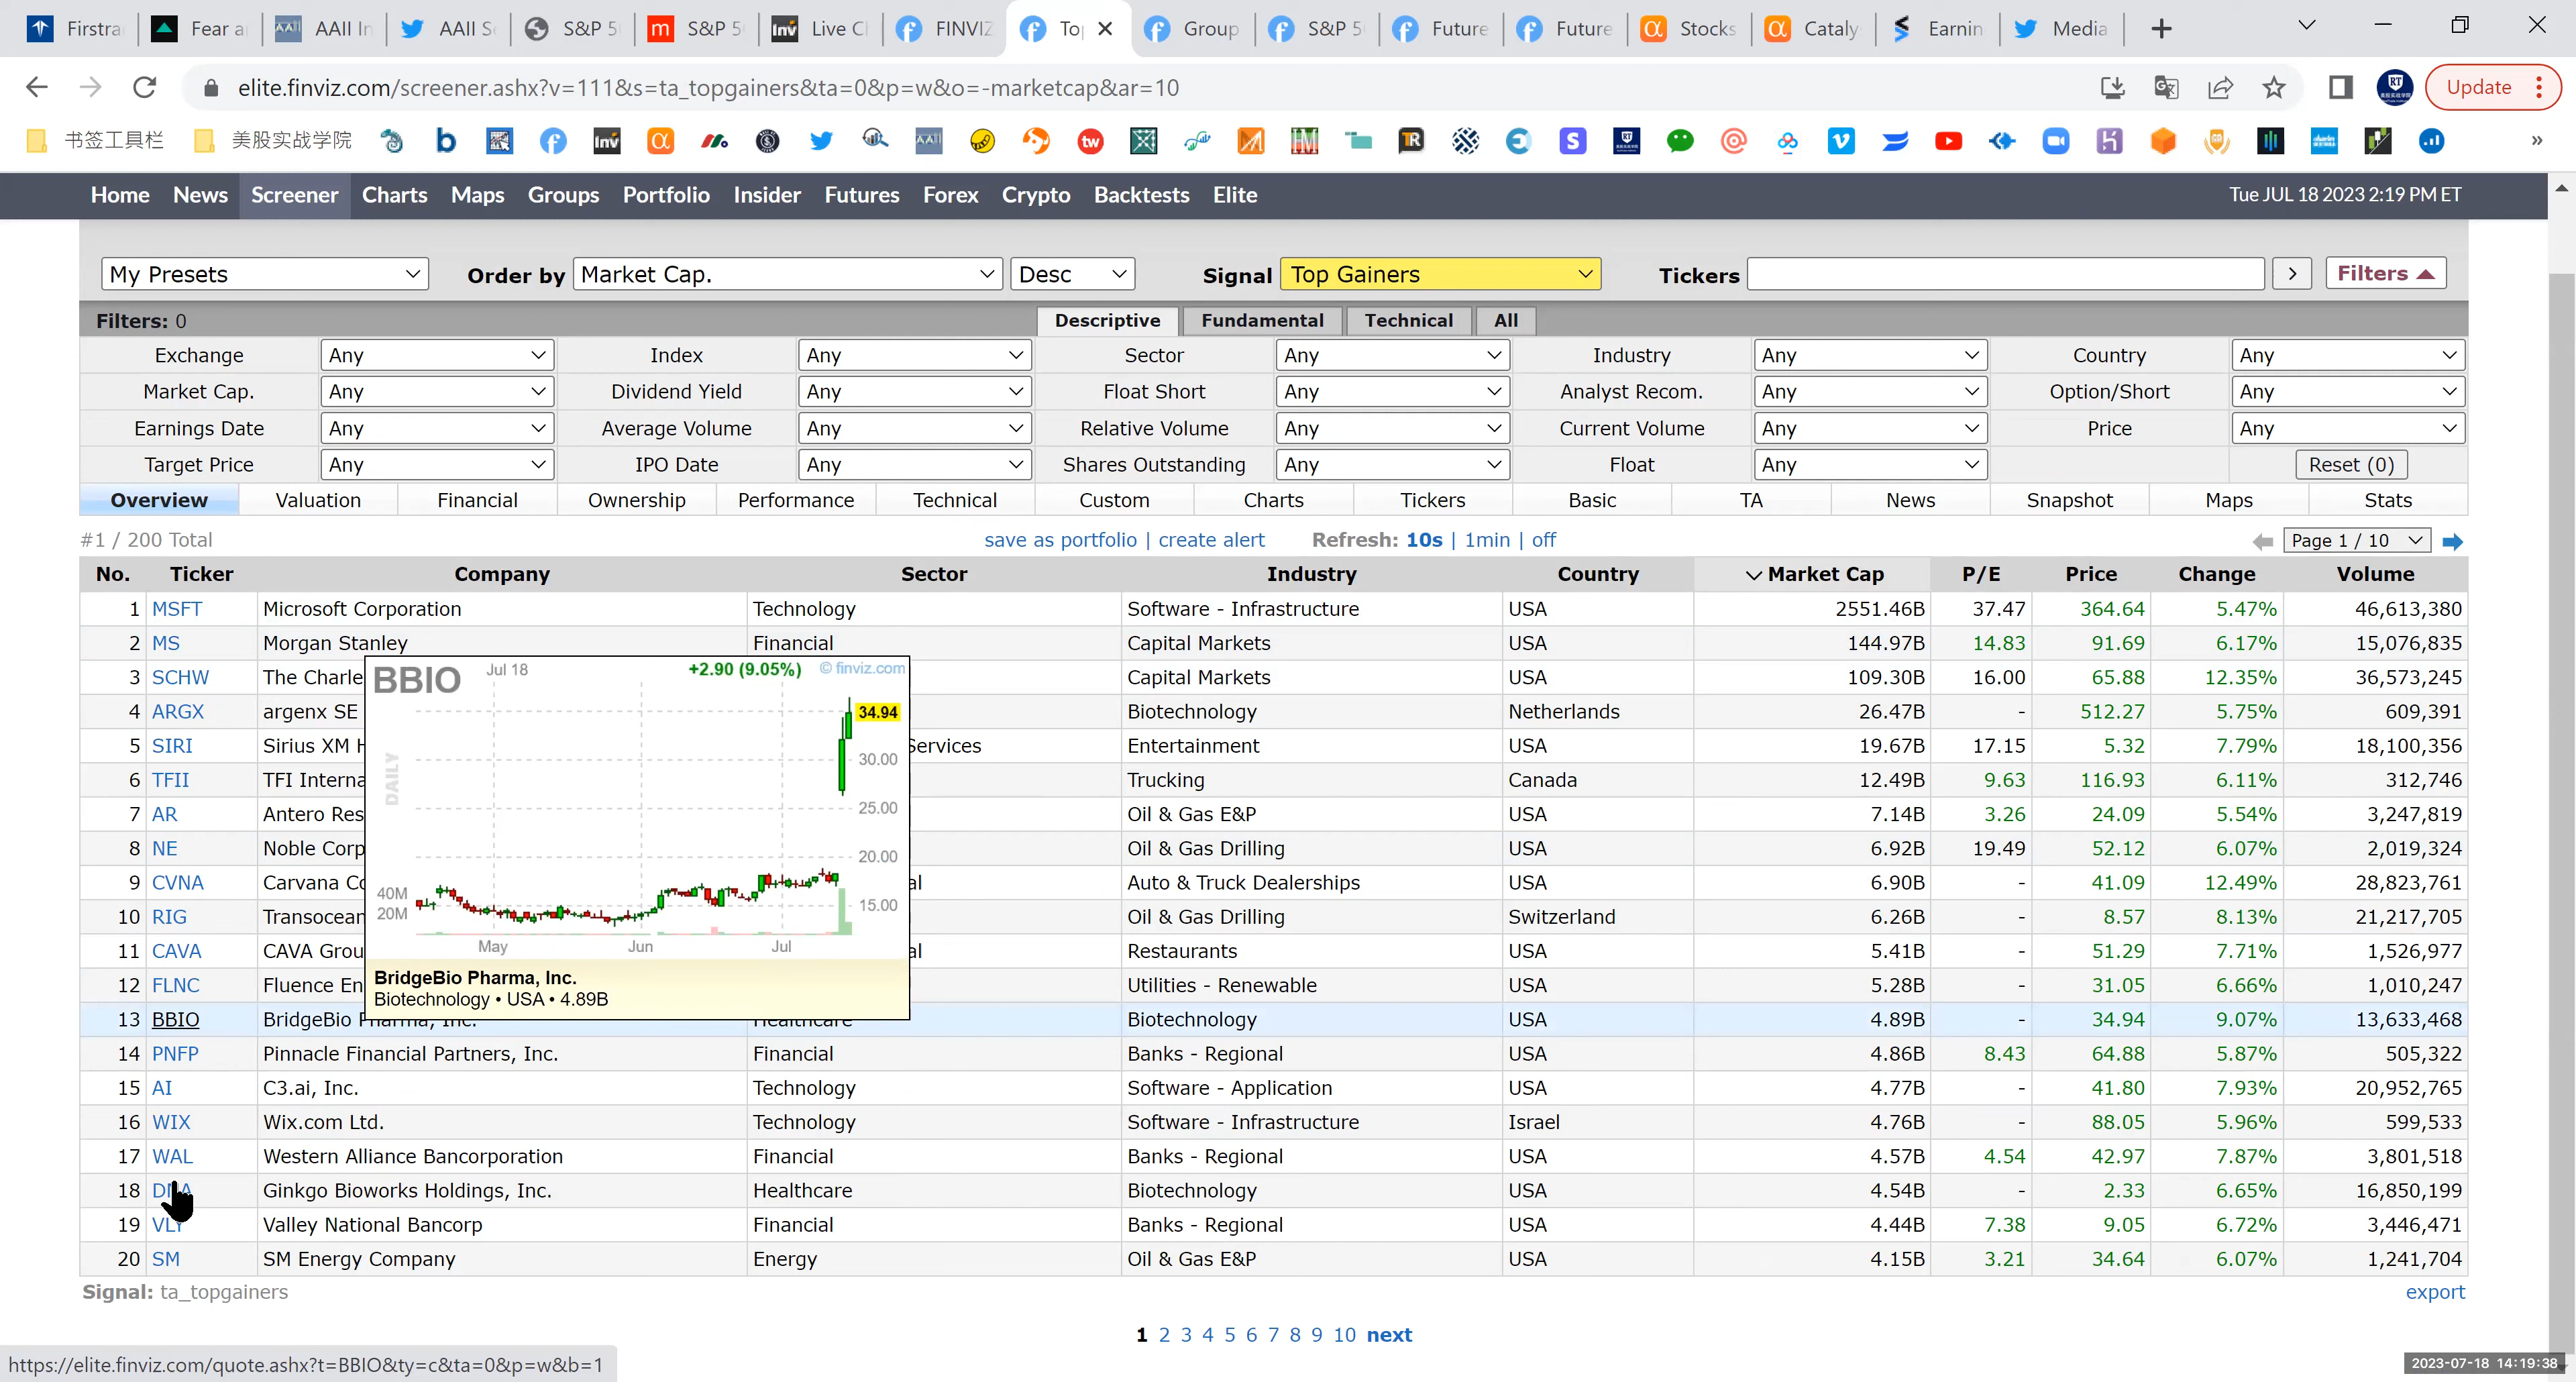 Firstra Fear a AAII In AAII Se S&P 5 S&P 5 Live C FINVIZ To Group S&P 5 Future Future Stocks Cataly Earnin Media
elite.finviz.com/screener.ashx?v=111&s=ta_topgainers&ta=0&p=w&o=-marketcap&ar=10 Update
书签工具栏 美股实战学院
Home News Screener Charts Maps Groups Portfolio Insider Futures Forex Crypto Backtests Elite Tue JUL 18 2023 2:19 PM ET
My Presets Order by Market Cap. Desc Signal Top Gainers Tickers > Filters
Filters: 0 Descriptive Fundamental Technical All
Exchange Any Index Any Sector Any Industry Any Country Any
Market Cap. Any Dividend Yield Any Float Short Any Analyst Recom. Any Option/Short Any
Earnings Date Any Average Volume Any Relative Volume Any Current Volume Any Price Any
Target Price Any IPO Date Any Shares Outstanding Any Float Any Reset (0)
Overview Valuation Financial Ownership Performance Technical Custom Charts Tickers Basic TA News Snapshot Maps Stats
#1 / 200 Total save as portfolio | create alert Refresh: 10s | 1min | off Page 1 / 10
No. Ticker Company Sector Industry Country Market Cap P/E Price Change Volume
1 MSFT Microsoft Corporation Technology Software - Infrastructure USA 2551.46B 37.47 364.64 5.47% 46,613,380
2 MS Morgan Stanley Financial Capital Markets USA 144.97B 14.83 91.69 6.17% 15,076,835
3 SCHW The Charle Capital Markets USA 109.30B 16.00 65.88 12.35% 36,573,245
4 ARGX argenx SE Biotechnology Netherlands 26.47B - 512.27 5.75% 609,391
5 SIRI Sirius XM H Services Entertainment USA 19.67B 17.15 5.32 7.79% 18,100,356
6 TFII TFI Interna Trucking Canada 12.49B 9.63 116.93 6.11% 312,746
7 AR Antero Res Oil & Gas E&P USA 7.14B 3.26 24.09 5.54% 3,247,819
8 NE Noble Corp Oil & Gas Drilling USA 6.92B 19.49 52.12 6.07% 2,019,324
9 CVNA Carvana Co al Auto & Truck Dealerships USA 6.90B - 41.09 12.49% 28,823,761
10 RIG Transocean Oil & Gas Drilling Switzerland 6.26B - 8.57 8.13% 21,217,705
11 CAVA CAVA Grou al Restaurants USA 5.41B - 51.29 7.71% 1,526,977
12 FLNC Fluence En Utilities - Renewable USA 5.28B - 31.05 6.66% 1,010,247
13 BBIO BridgeBio Pharma, Inc. Healthcare Biotechnology USA 4.89B - 34.94 9.07% 13,633,468
14 PNFP Pinnacle Financial Partners, Inc. Financial Banks - Regional USA 4.86B 8.43 64.88 5.87% 505,322
15 AI C3.ai, Inc. Technology Software - Application USA 4.77B - 41.80 7.93% 20,952,765
16 WIX Wix.com Ltd. Technology Software - Infrastructure Israel 4.76B - 88.05 5.96% 599,533
17 WAL Western Alliance Bancorporation Financial Banks - Regional USA 4.57B 4.54 42.97 7.87% 3,801,518
18 DNA Ginkgo Bioworks Holdings, Inc. Healthcare Biotechnology USA 4.54B - 2.33 6.65% 16,850,199
19 VLY Valley National Bancorp Financial Banks - Regional USA 4.44B 7.38 9.05 6.72% 3,446,471
20 SM SM Energy Company Energy Oil & Gas E&P USA 4.15B 3.21 34.64 6.07% 1,241,704
BBIO Jul 18 +2.90 (9.05%) © finviz.com
34.94
DAILY
30.00
25.00
20.00
40M
20M 15.00
May Jun Jul
BridgeBio Pharma, Inc.
Biotechnology • USA • 4.89B
Signal: ta_topgainers export
1 2 3 4 5 6 7 8 9 10 next
https://elite.finviz.com/quote.ashx?t=BBIO&ty=c&ta=0&p=w&b=1
2023-07-18 14:19:38